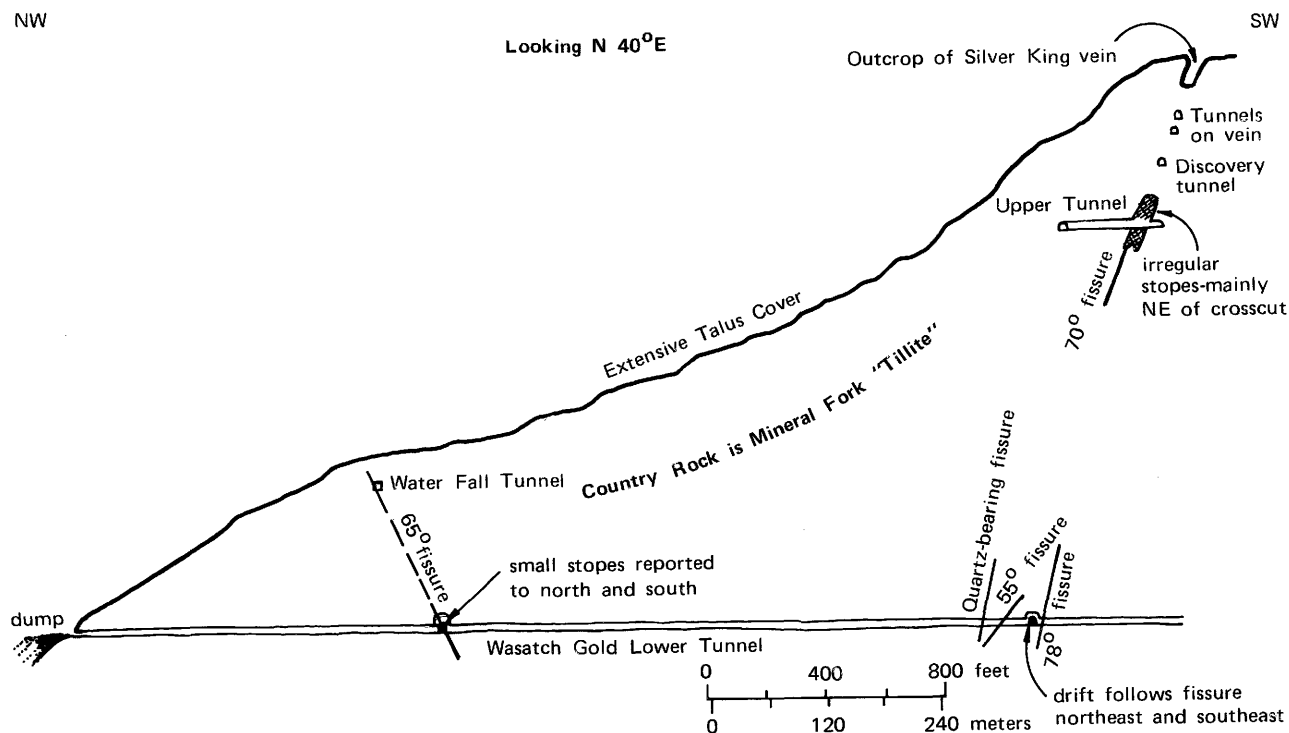 NW
SW
Looking N 40°E
Outcrop of Silver King vein
Tunnels
on vein
Discovery
tunnel
Upper Tunnel
irregular
stopes-mainly
NE of crosscut
70° fissure
Extensive Talus Cover
Country Rock is Mineral Fork "Tillite"
Water Fall Tunnel
65° fissure
small stopes reported
to north and south
Quartz-bearing fissure
55° fissure
78° fissure
dump
Wasatch Gold Lower Tunnel
0 400 800 feet
0 120 240 meters
drift follows fissure
northeast and southeast